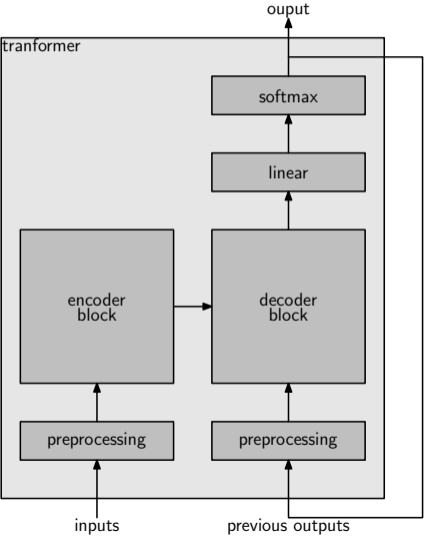 ouput
tranformer
softmax
linear
encoder
block
decoder
block
preprocessing
preprocessing
inputs
previous outputs